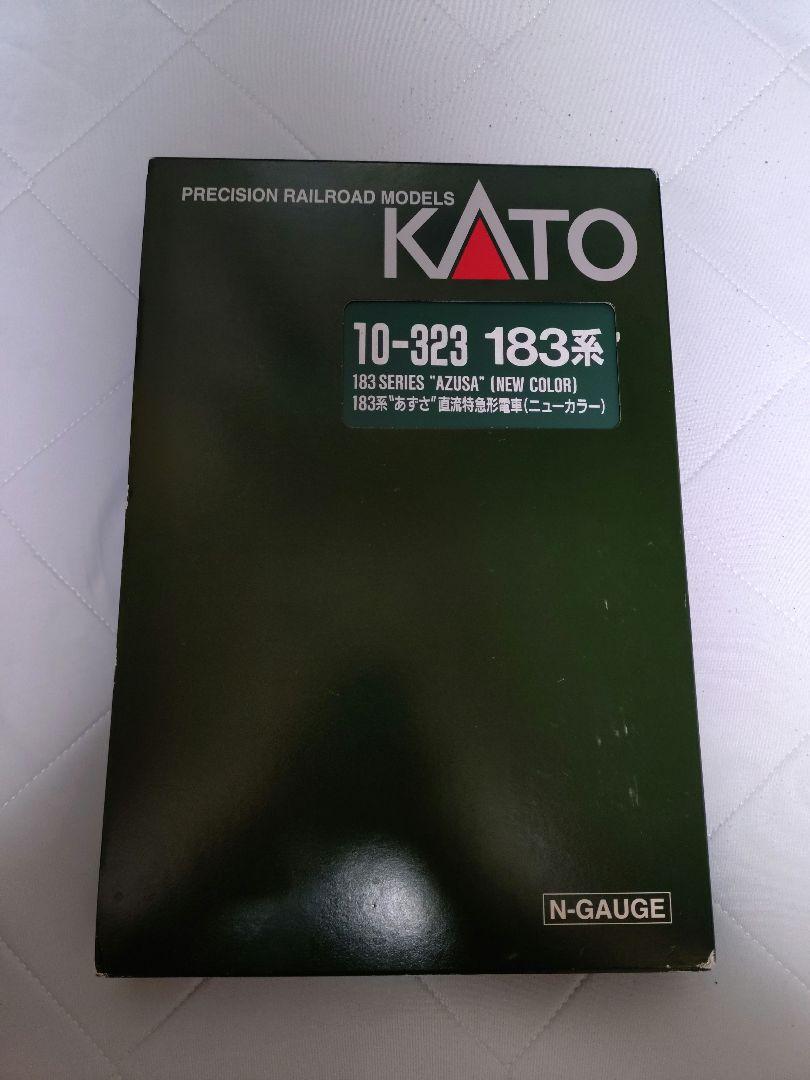 PRECISION RAILROAD MODELS
KATO
10-323 183系
183 SERIES "AZUSA" (NEW COLOR)
183系"あずさ"直流特急形電車(ニューカラー)
N-GAUGE